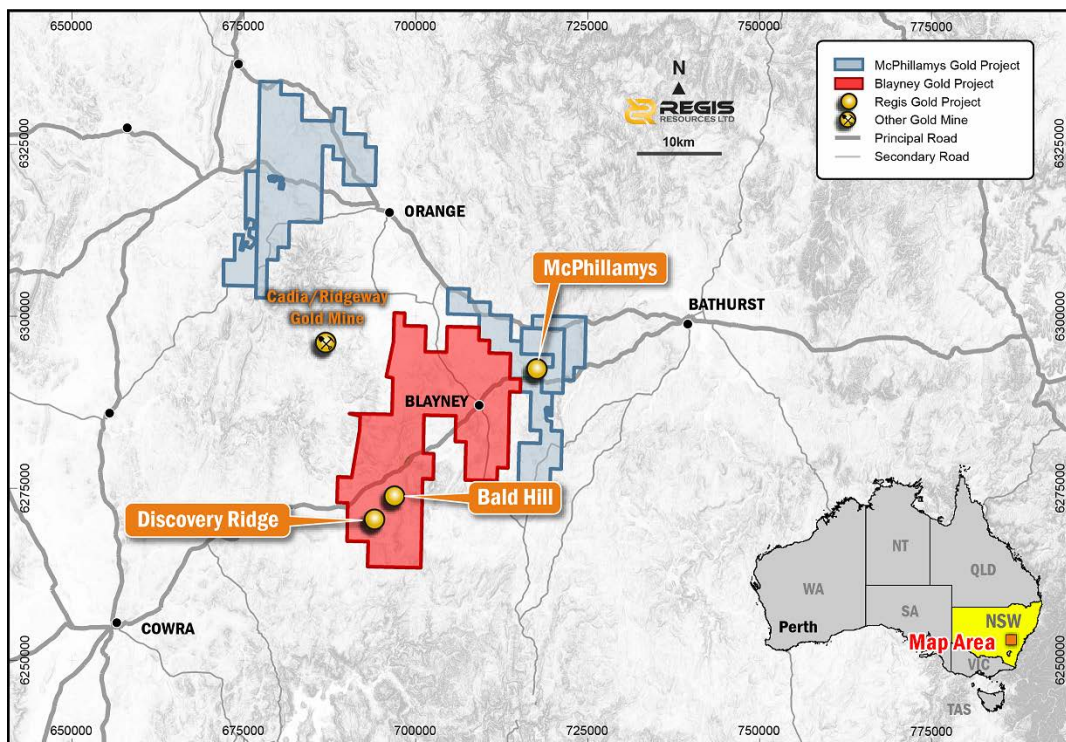 650000
675000
700000
725000
750000
775000
McPhillamys Gold Project
Blayney Gold Project
Regis Gold Project
Other Gold Mine
Principal Road
Secondary Road
N
REGIS
RESOURCES LTD
10km
6325000
6325000
ORANGE
McPhillamys
Cadia/Ridgeway
Gold Mine
BATHURST
6300000
6300000
BLAYNEY
6275000
6275000
Bald Hill
Discovery Ridge
COWRA
6250000
6250000
WA
NT
QLD
SA
NSW
Perth
Map Area
VIC
TAS
650000
675000
700000
725000
750000
775000